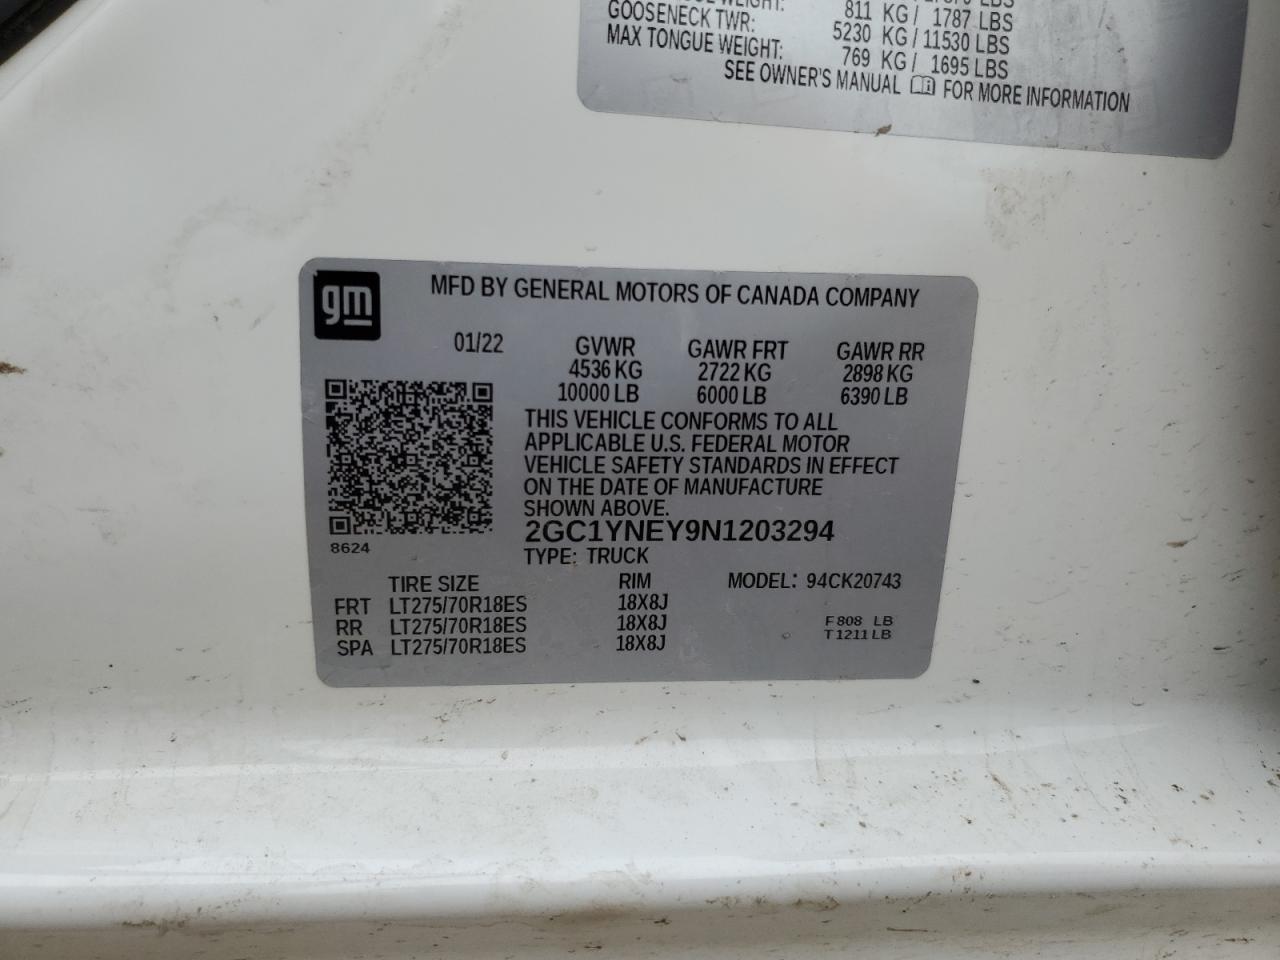 811 KG/ 1787 LBS
GOOSENECK TWR: 5230 KG/11530 LBS
MAX TONGUE WEIGHT: 769 KG/ 1695 LBS
SEE OWNER'S MANUAL FOR MORE INFORMATION
gm
MFD BY GENERAL MOTORS OF CANADA COMPANY
01/22 GVWR GAWR FRT GAWR RR
4536 KG 2722 KG 2898 KG
10000 LB 6000 LB 6390 LB
THIS VEHICLE CONFORMS TO ALL
APPLICABLE U.S. FEDERAL MOTOR
VEHICLE SAFETY STANDARDS IN EFFECT
ON THE DATE OF MANUFACTURE
SHOWN ABOVE.
2GC1YNEY9N1203294
8624
TYPE: TRUCK
TIRE SIZE RIM MODEL: 94CK20743
FRT LT275/70R18ES 18X8J
RR LT275/70R18ES 18X8J
SPA LT275/70R18ES 18X8J
F 808 LB
T 1211 LB